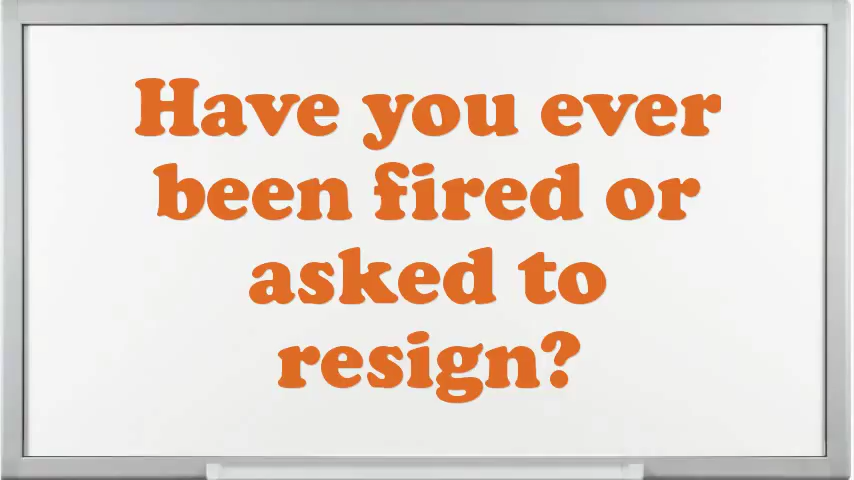 Have you ever
been fired or
asked to
resign?